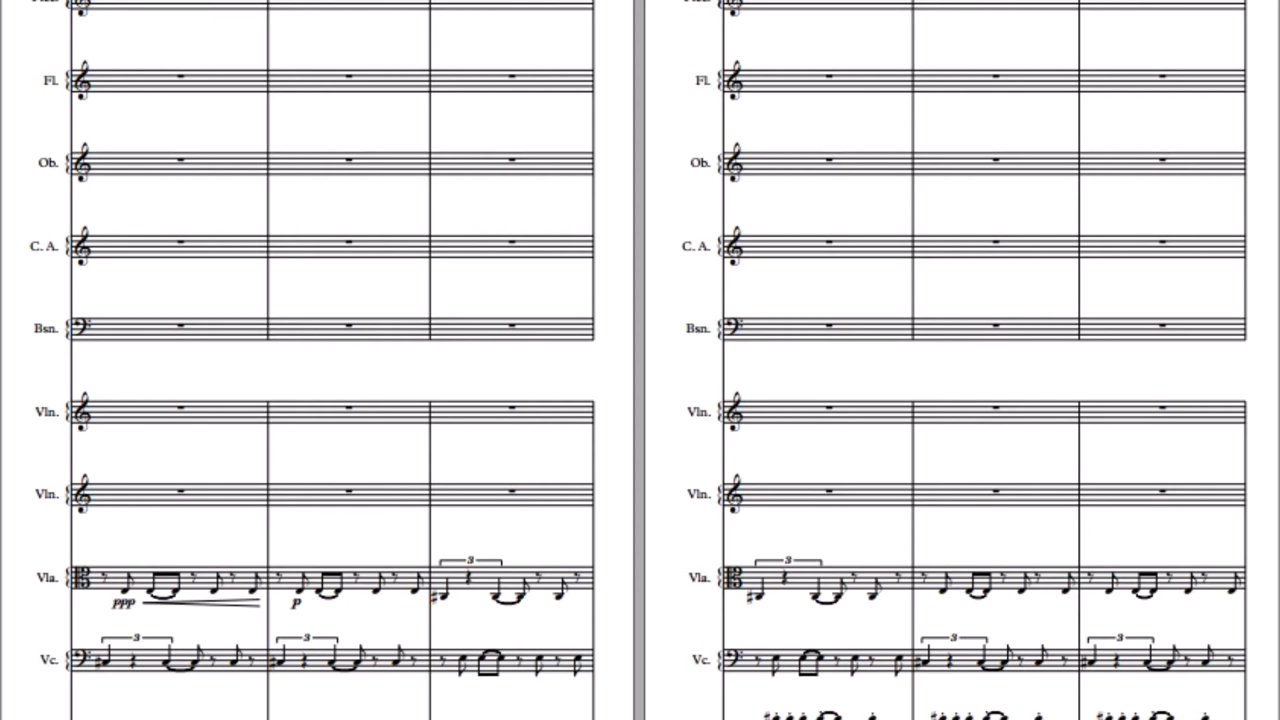 Fl.
Ob.
C. A.
Bsn.
Vln.
Vln.
3
Vla.
ppp
p
3
3
Vc.
Fl.
Ob.
C. A.
Bsn.
Vln.
Vln.
3
Vla.
3
3
Vc.